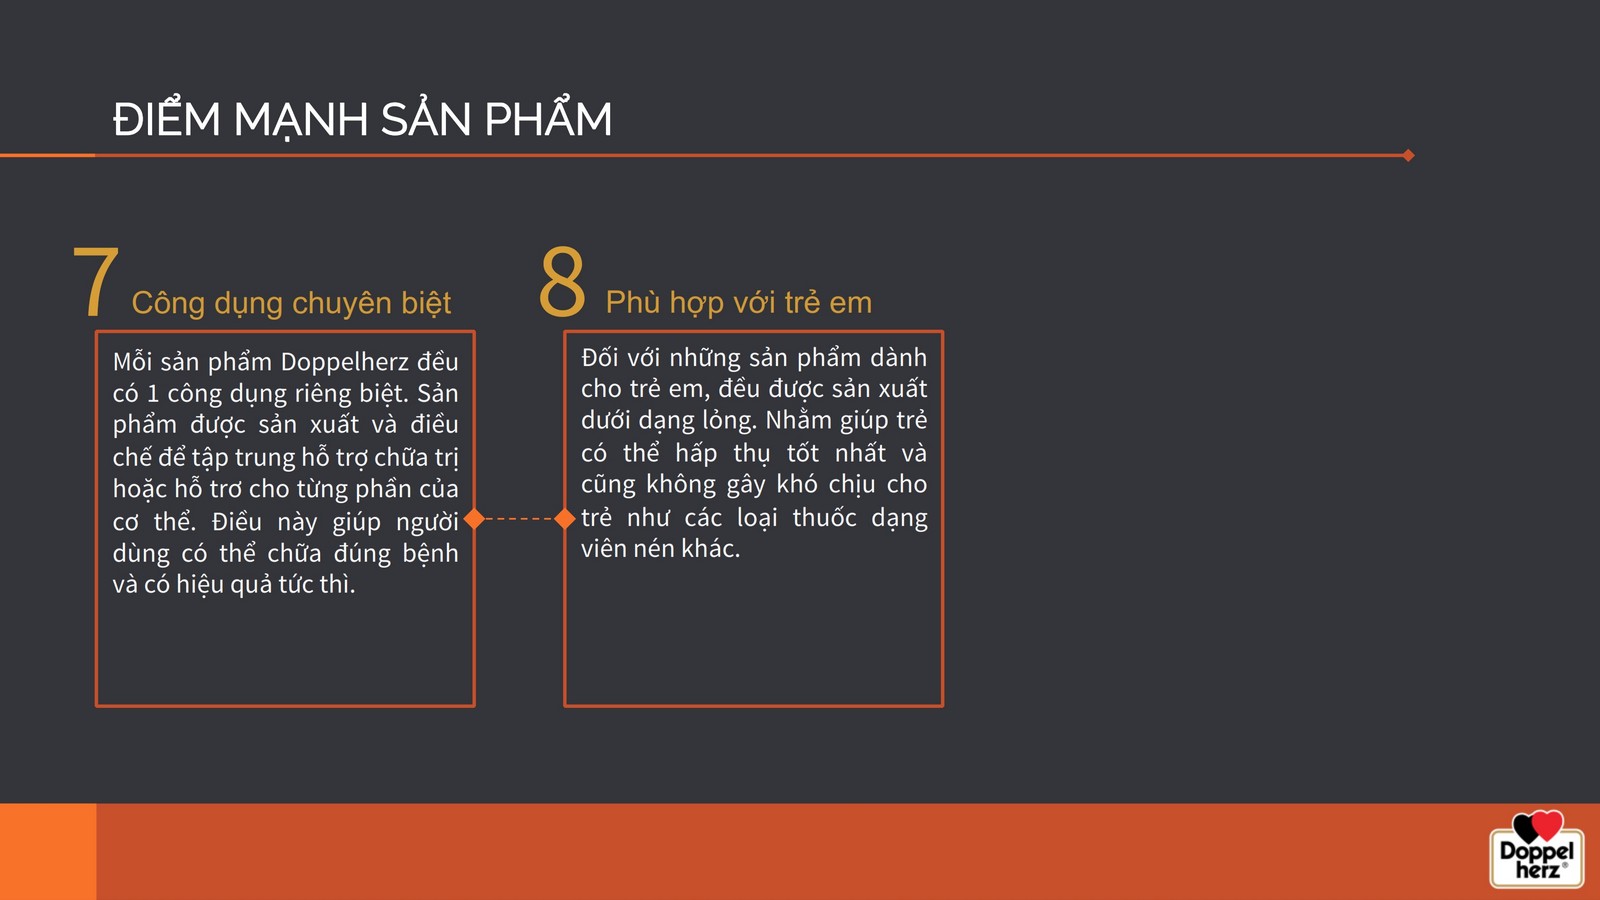 ĐIỂM MẠNH SẢN PHẨM
7 Công dụng chuyên biệt
Mỗi sản phẩm Doppelherz đều
có 1 công dụng riêng biệt. Sản
phẩm được sản xuất và điều
chế để tập trung hỗ trợ chữa trị
hoặc hỗ trơ cho từng phần của
cơ thể. Điều này giúp người
dùng có thể chữa đúng bệnh
và có hiệu quả tức thì.
8 Phù hợp với trẻ em
Đối với những sản phẩm dành
cho trẻ em, đều được sản xuất
dưới dạng lỏng. Nhằm giúp trẻ
có thể hấp thụ tốt nhất và
cũng không gây khó chịu cho
trẻ như các loại thuốc dạng
viên nén khác.
Doppel
herz®